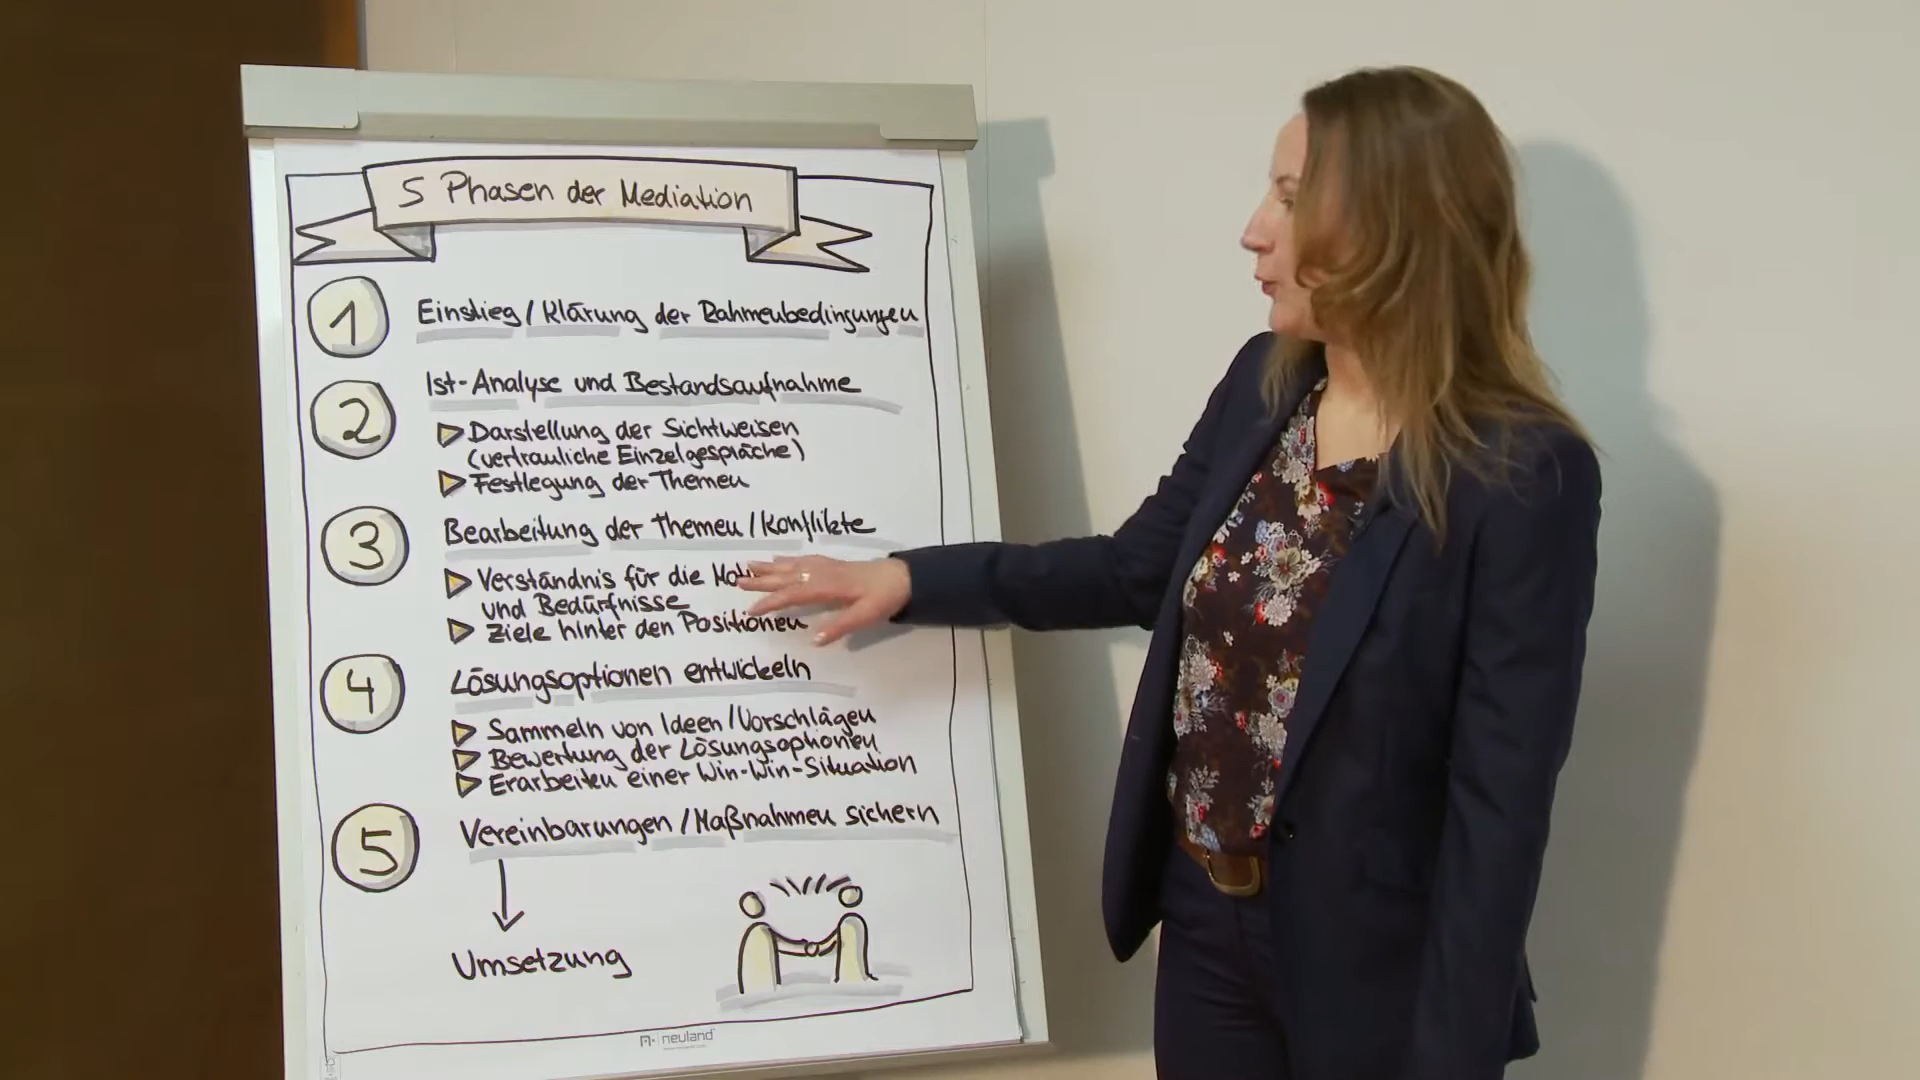 5 Phasen der Mediation
1 Einstieg/Klärung der Rahmenbedingungen
2 Ist-Analyse und Bestandsaufnahme
Darstellung der Sichtweisen
(vertrauliche Einzelgespräche)
Festlegung der Themen
3 Bearbeitung der Themen/Konflikte
Verständnis für die
und Bedürfnisse
Ziele hinter den Positionen
4 Lösungsoptionen entwickeln
Sammeln von Ideen/Vorschlägen
Bewertung der Lösungsoptionen
Erarbeiten einer Win-Win-Situation
5 Vereinbarungen/Maßnahmen sichern
Umsetzung
neuland